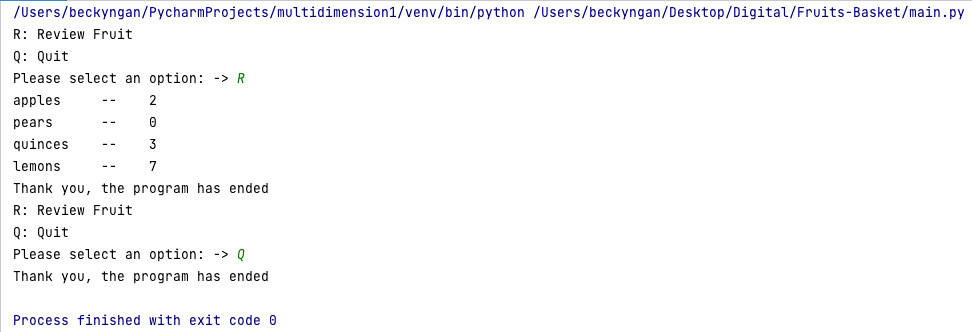 /Users/beckyngan/PycharmProjects/multidimension1/venv/bin/python /Users/beckyngan/Desktop/Digital/Fruits-Basket/main.py
R: Review Fruit
Q: Quit
Please select an option: -> R
apples     --    2
pears      --    0
quinces    --    3
lemons     --    7
Thank you, the program has ended
R: Review Fruit
Q: Quit
Please select an option: -> Q
Thank you, the program has ended
Process finished with exit code 0